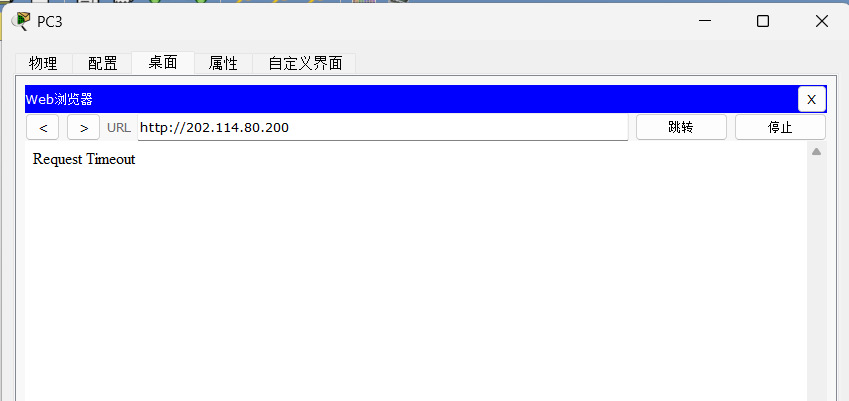 PC3
物理 配置 桌面 属性 自定义界面
Web浏览器 X
< > URL http://202.114.80.200 跳转 停止
Request Timeout